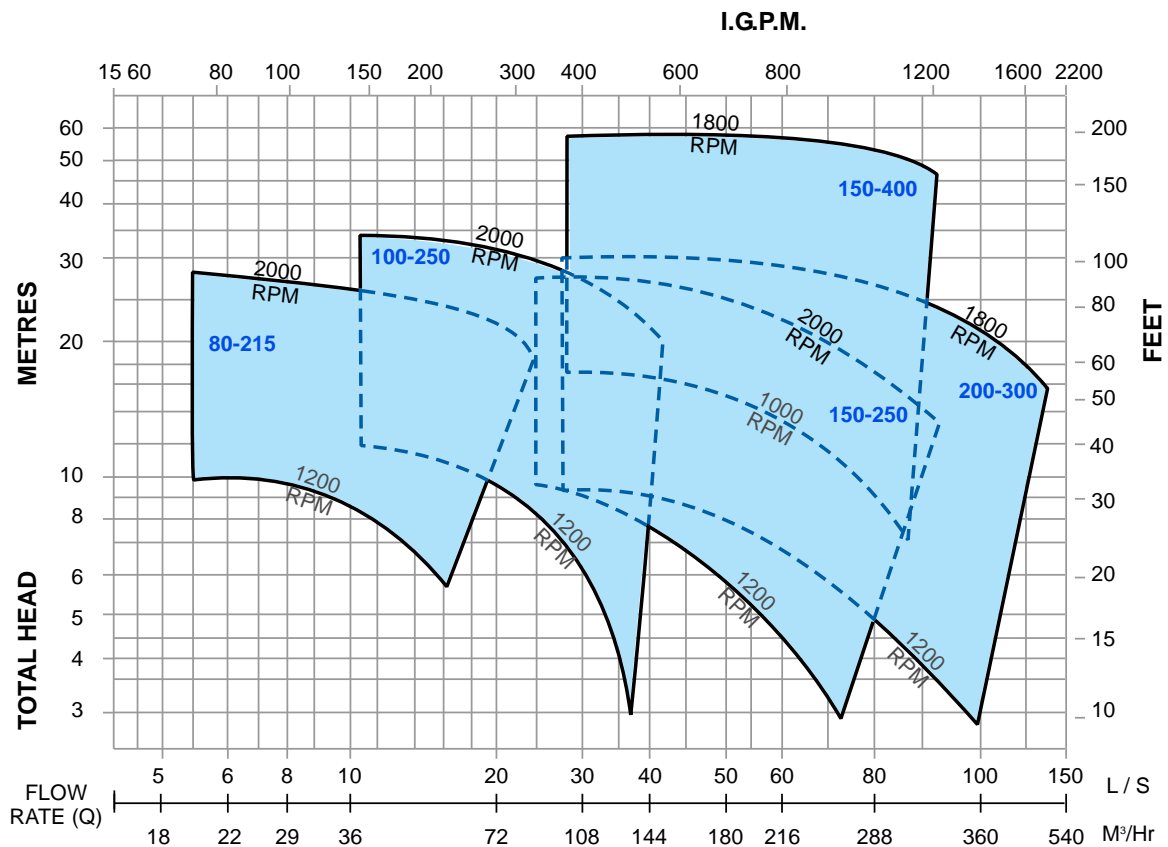 I.G.P.M.
15 60 80 100 150 200 300 400 600 800 1200 1600 2200
1800
RPM
60
200
50
150-400
150
40
2000
RPM
100-250
30
100
2000
RPM
80
2000
RPM
1800
RPM
METRES
FEET
80-215
20
60
200-300
1000
RPM
150-250
50
40
10
1200
RPM
30
8
1200
RPM
6
1200
RPM
20
TOTAL HEAD
5
1200
RPM
15
4
3
10
5 6 8 10 20 30 40 50 60 80 100 150 L / S
FLOW
RATE (Q)
18 22 29 36 72 108 144 180 216 288 360 540 M³/Hr